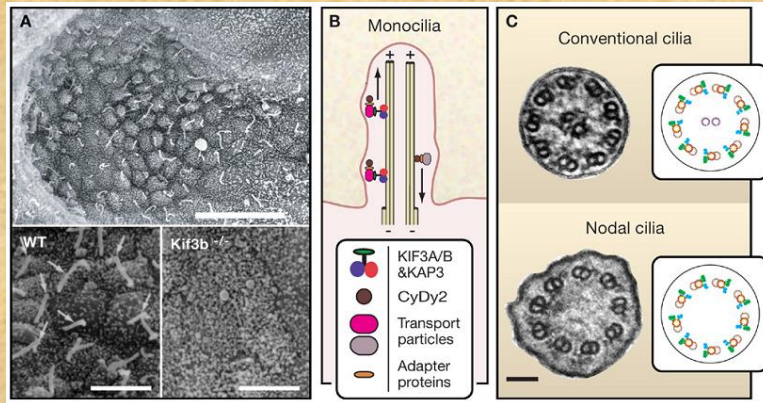 A
WT
Kif3b -/-
B
Monocilia
+ +
- -
KIF3A/B
&KAP3
CyDy2
Transport
particles
Adapter
proteins
C
Conventional cilia
Nodal cilia